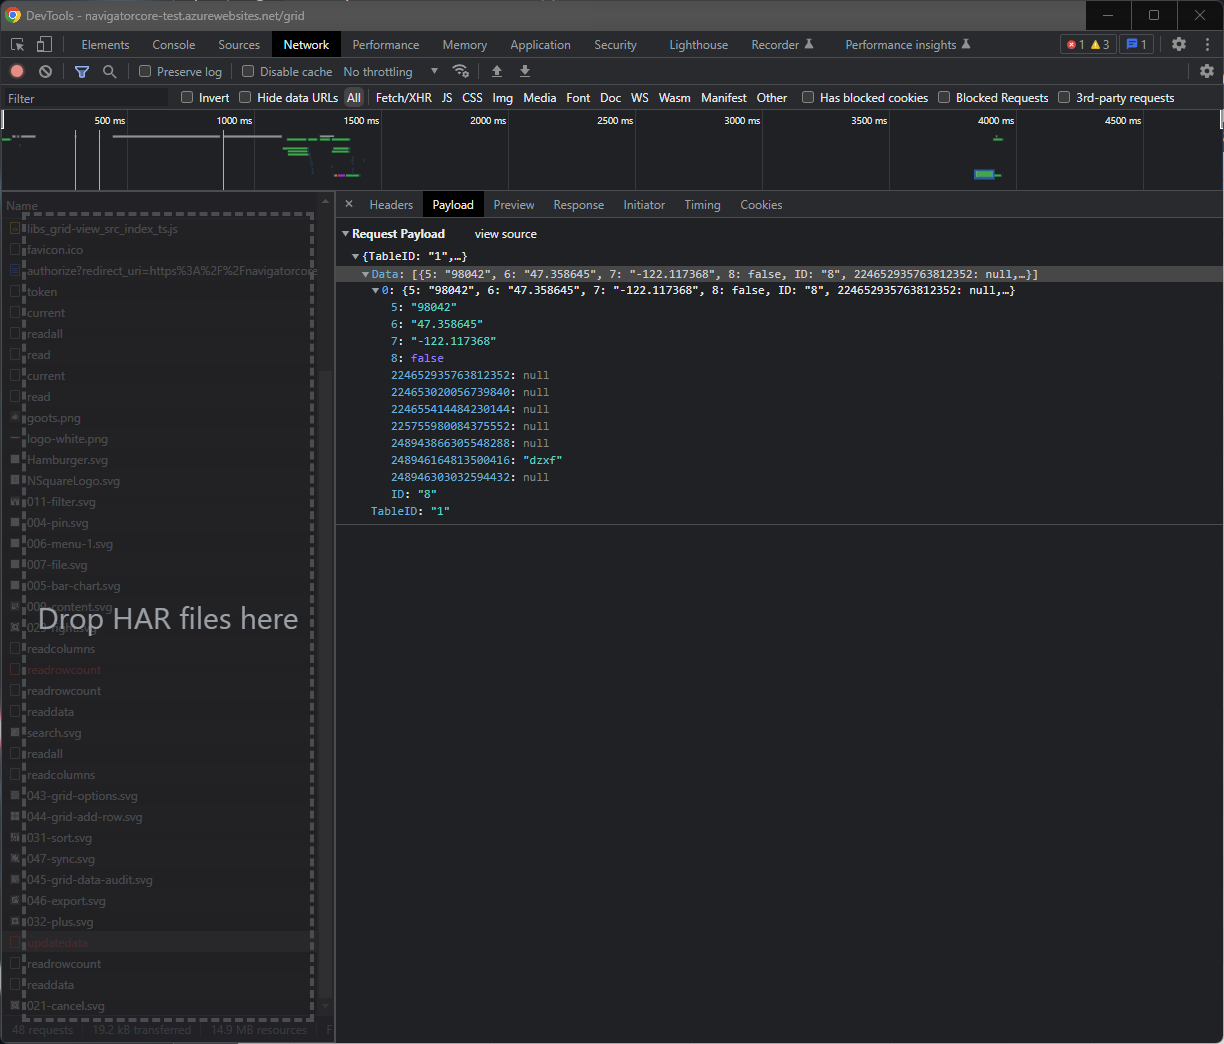 DevTools - navigatorcore-test.azurewebsites.net/grid
Elements Console Sources Network Performance Memory Application Security Lighthouse Recorder Performance insights 1 3 1
Preserve log Disable cache No throttling
Filter Invert Hide data URLs All Fetch/XHR JS CSS Img Media Font Doc WS Wasm Manifest Other Has blocked cookies Blocked Requests 3rd-party requests
500 ms 1000 ms 1500 ms 2000 ms 2500 ms 3000 ms 3500 ms 4000 ms 4500 ms
Name
libs_grid-view_src_index_ts.js
favicon.ico
authorize?redirect_uri=https%3A%2F%2Fnavigatorcore
token
current
readall
read
current
read
goots.png
logo-white.png
Hamburger.svg
NSquareLogo.svg
011-filter.svg
004-pin.svg
006-menu-1.svg
007-file.svg
005-bar-chart.svg
009-content.svg
Drop HAR files here
029-right.svg
readcolumns
readrowcount
readrowcount
readdata
search.svg
readall
readcolumns
043-grid-options.svg
044-grid-add-row.svg
031-sort.svg
047-sync.svg
045-grid-data-audit.svg
046-export.svg
032-plus.svg
updatedata
readrowcount
readdata
021-cancel.svg
48 requests 19.2 kB transferred 14.9 MB resources F
Headers Payload Preview Response Initiator Timing Cookies
Request Payload view source
{TableID: "1",…}
Data: [{5: "98042", 6: "47.358645", 7: "-122.117368", 8: false, ID: "8", 224652935763812352: null,…}]
0: {5: "98042", 6: "47.358645", 7: "-122.117368", 8: false, ID: "8", 224652935763812352: null,…}
5: "98042"
6: "47.358645"
7: "-122.117368"
8: false
224652935763812352: null
224653020056739840: null
224655414484230144: null
225755980084375552: null
248943866305548288: null
248946164813500416: "dzxf"
248946303032594432: null
ID: "8"
TableID: "1"